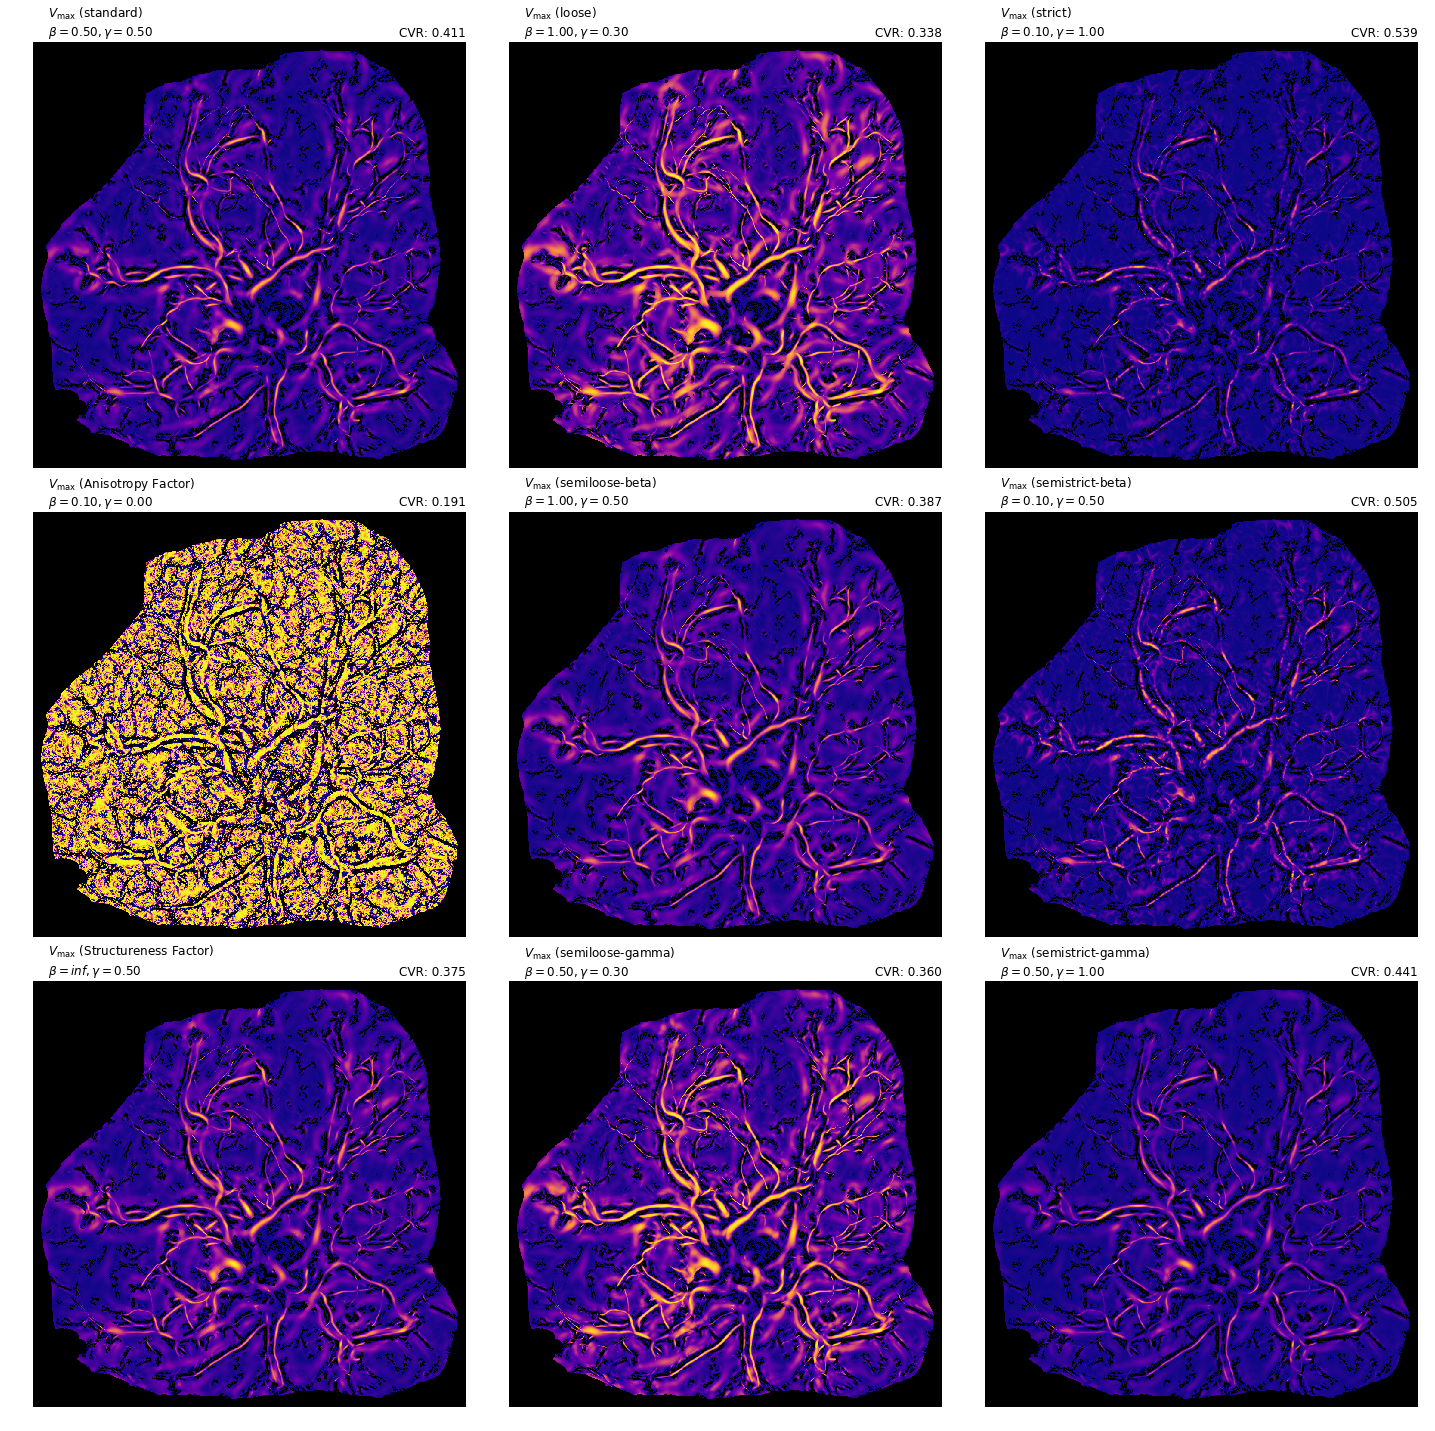 V_max (standard)
β = 0.50, γ = 0.50 CVR: 0.411
V_max (loose)
β = 1.00, γ = 0.30 CVR: 0.338
V_max (strict)
β = 0.10, γ = 1.00 CVR: 0.539
V_max (Anisotropy Factor)
β = 0.10, γ = 0.00 CVR: 0.191
V_max (semiloose-beta)
β = 1.00, γ = 0.50 CVR: 0.387
V_max (semistrict-beta)
β = 0.10, γ = 0.50 CVR: 0.505
V_max (Structureness Factor)
β = inf, γ = 0.50 CVR: 0.375
V_max (semiloose-gamma)
β = 0.50, γ = 0.30 CVR: 0.360
V_max (semistrict-gamma)
β = 0.50, γ = 1.00 CVR: 0.441